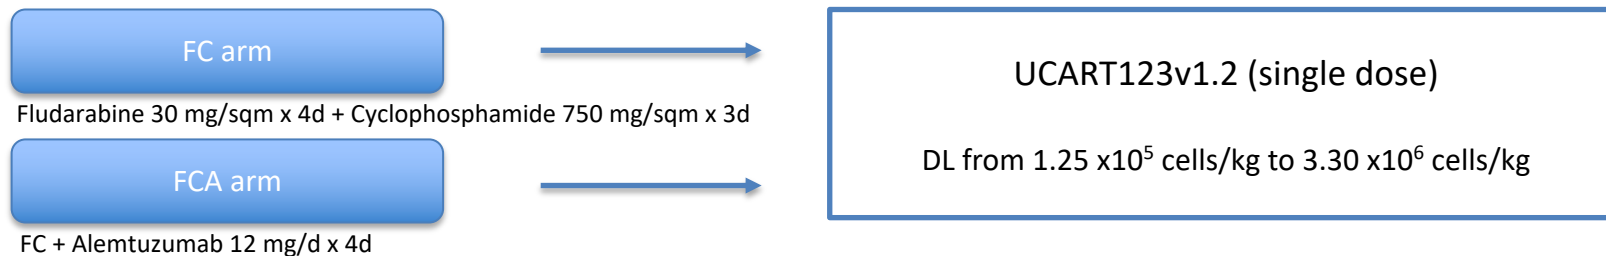 FC arm
Fludarabine 30 mg/sqm x 4d + Cyclophosphamide 750 mg/sqm x 3d
FCA arm
FC + Alemtuzumab 12 mg/d x 4d
UCART123v1.2 (single dose)
DL from 1.25 x10⁵ cells/kg to 3.30 x10⁶ cells/kg